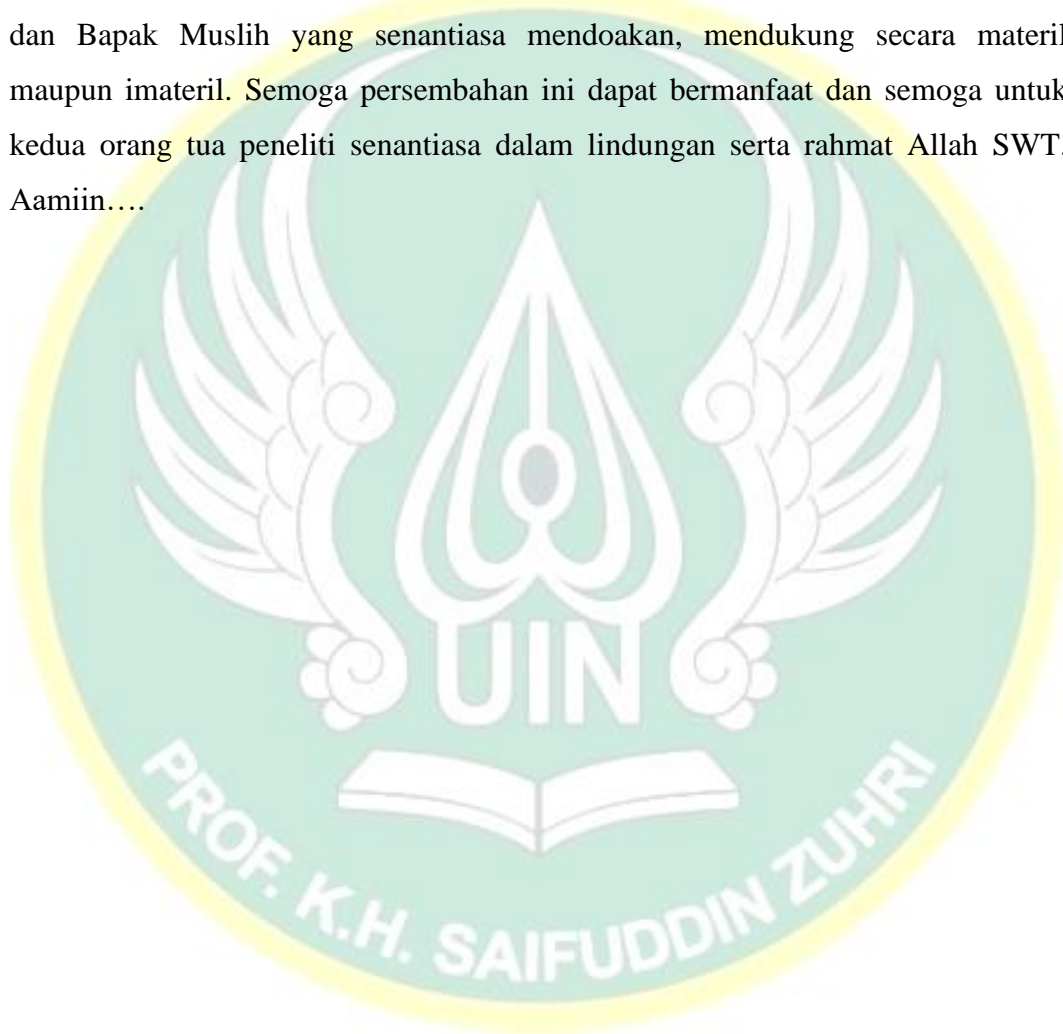 dan Bapak Muslih yang senantiasa mendoakan, mendukung secara materil
maupun imateril. Semoga persembahan ini dapat bermanfaat dan semoga untuk
kedua orang tua peneliti senantiasa dalam lindungan serta rahmat Allah SWT.
Aamiin….
UIN
PROF. K.H. SAIFUDDIN ZUHRI